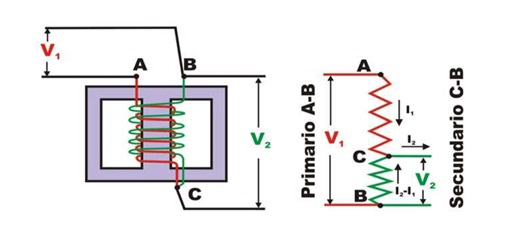 V1
A
B
V2
C
Primario A-B
A
V1
I1
I2
C
I2-I1
V2
B
Secundario C-B